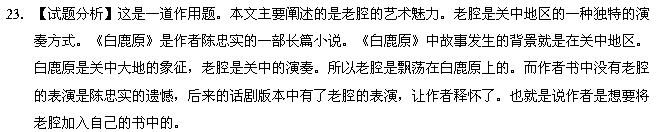 23. 【试题分析】这是一道作用题。本文主要阐述的是老腔的艺术魅力。老腔是关中地区的一种独特的演
奏方式。《白鹿原》是作者陈忠实的一部长篇小说。《白鹿原》中故事发生的背景就是在关中地区。
白鹿原是关中大地的象征，老腔是关中的演奏。所以老腔是飘荡在白鹿原上的。而作者书中没有老腔
的表演是陈忠实的遗憾，后来的话剧版本中有了老腔的表演，让作者释怀了。也就是说作者是想要将
老腔加入自己的书中的。